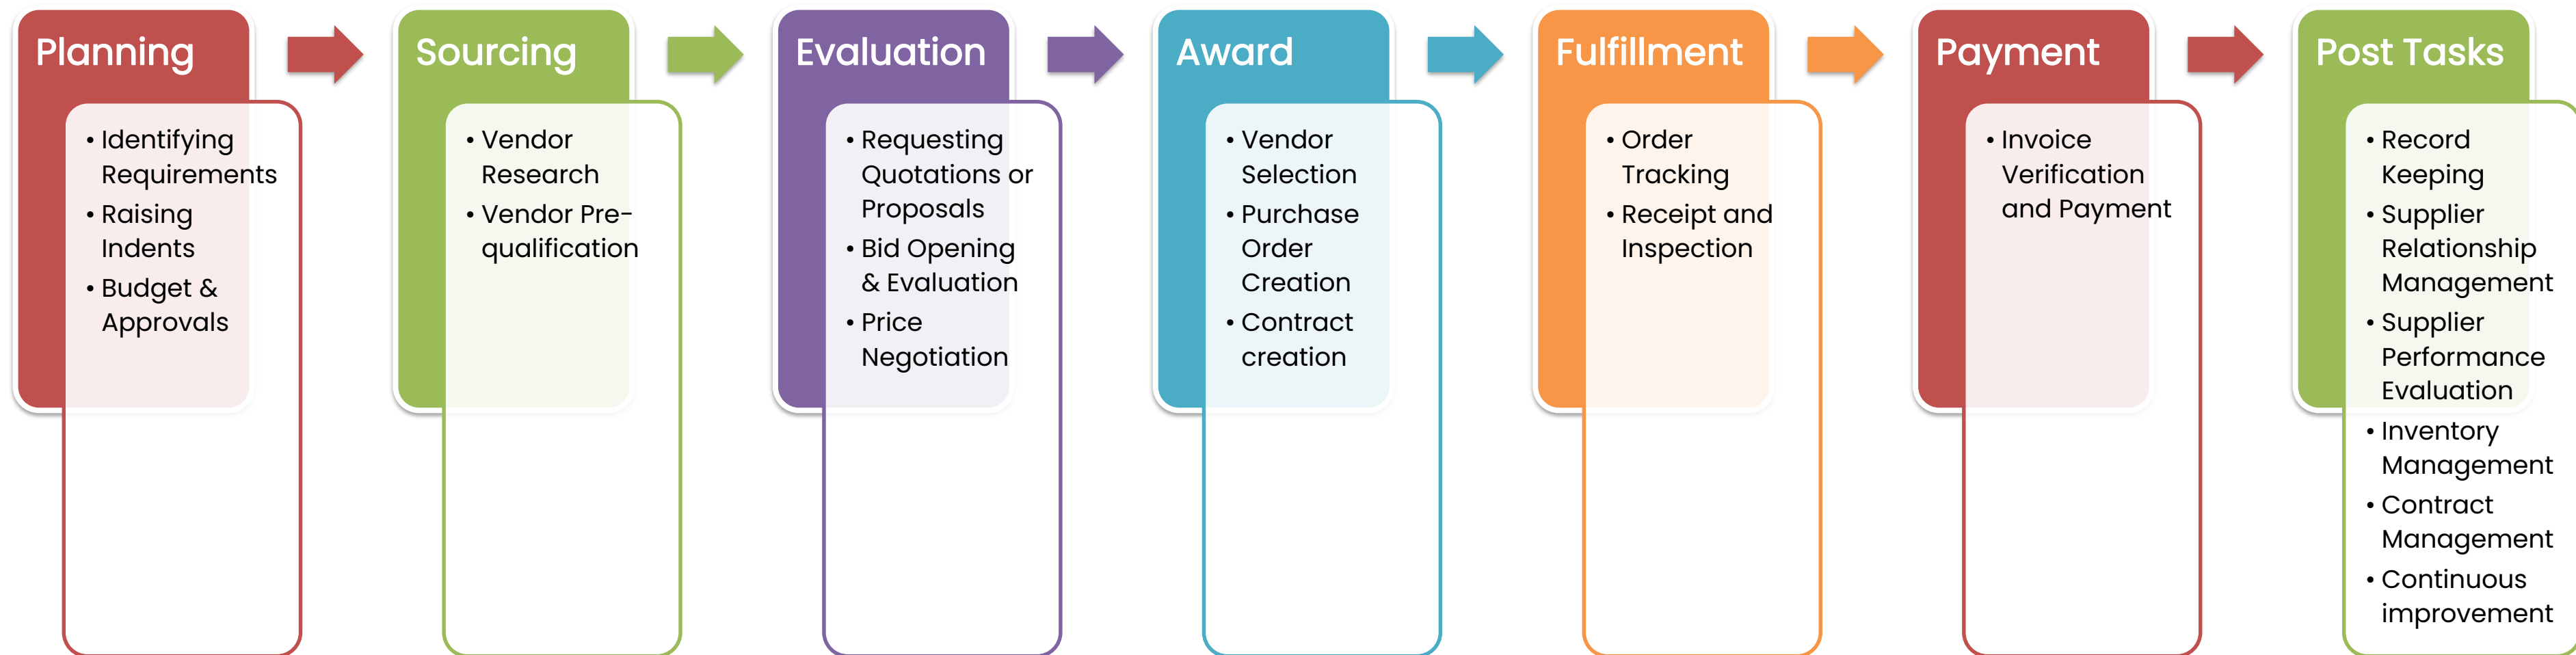 Planning
• Identifying
Requirements
• Raising
Indents
• Budget &
Approvals
Sourcing
• Vendor
Research
• Vendor Pre-
qualification
Evaluation
• Requesting
Quotations or
Proposals
• Bid Opening
& Evaluation
• Price
Negotiation
Award
• Vendor
Selection
• Purchase
Order
Creation
• Contract
creation
Fulfillment
• Order
Tracking
• Receipt and
Inspection
Payment
• Invoice
Verification
and Payment
Post Tasks
• Record
Keeping
• Supplier
Relationship
Management
• Supplier
Performance
Evaluation
• Inventory
Management
• Contract
Management
• Continuous
improvement